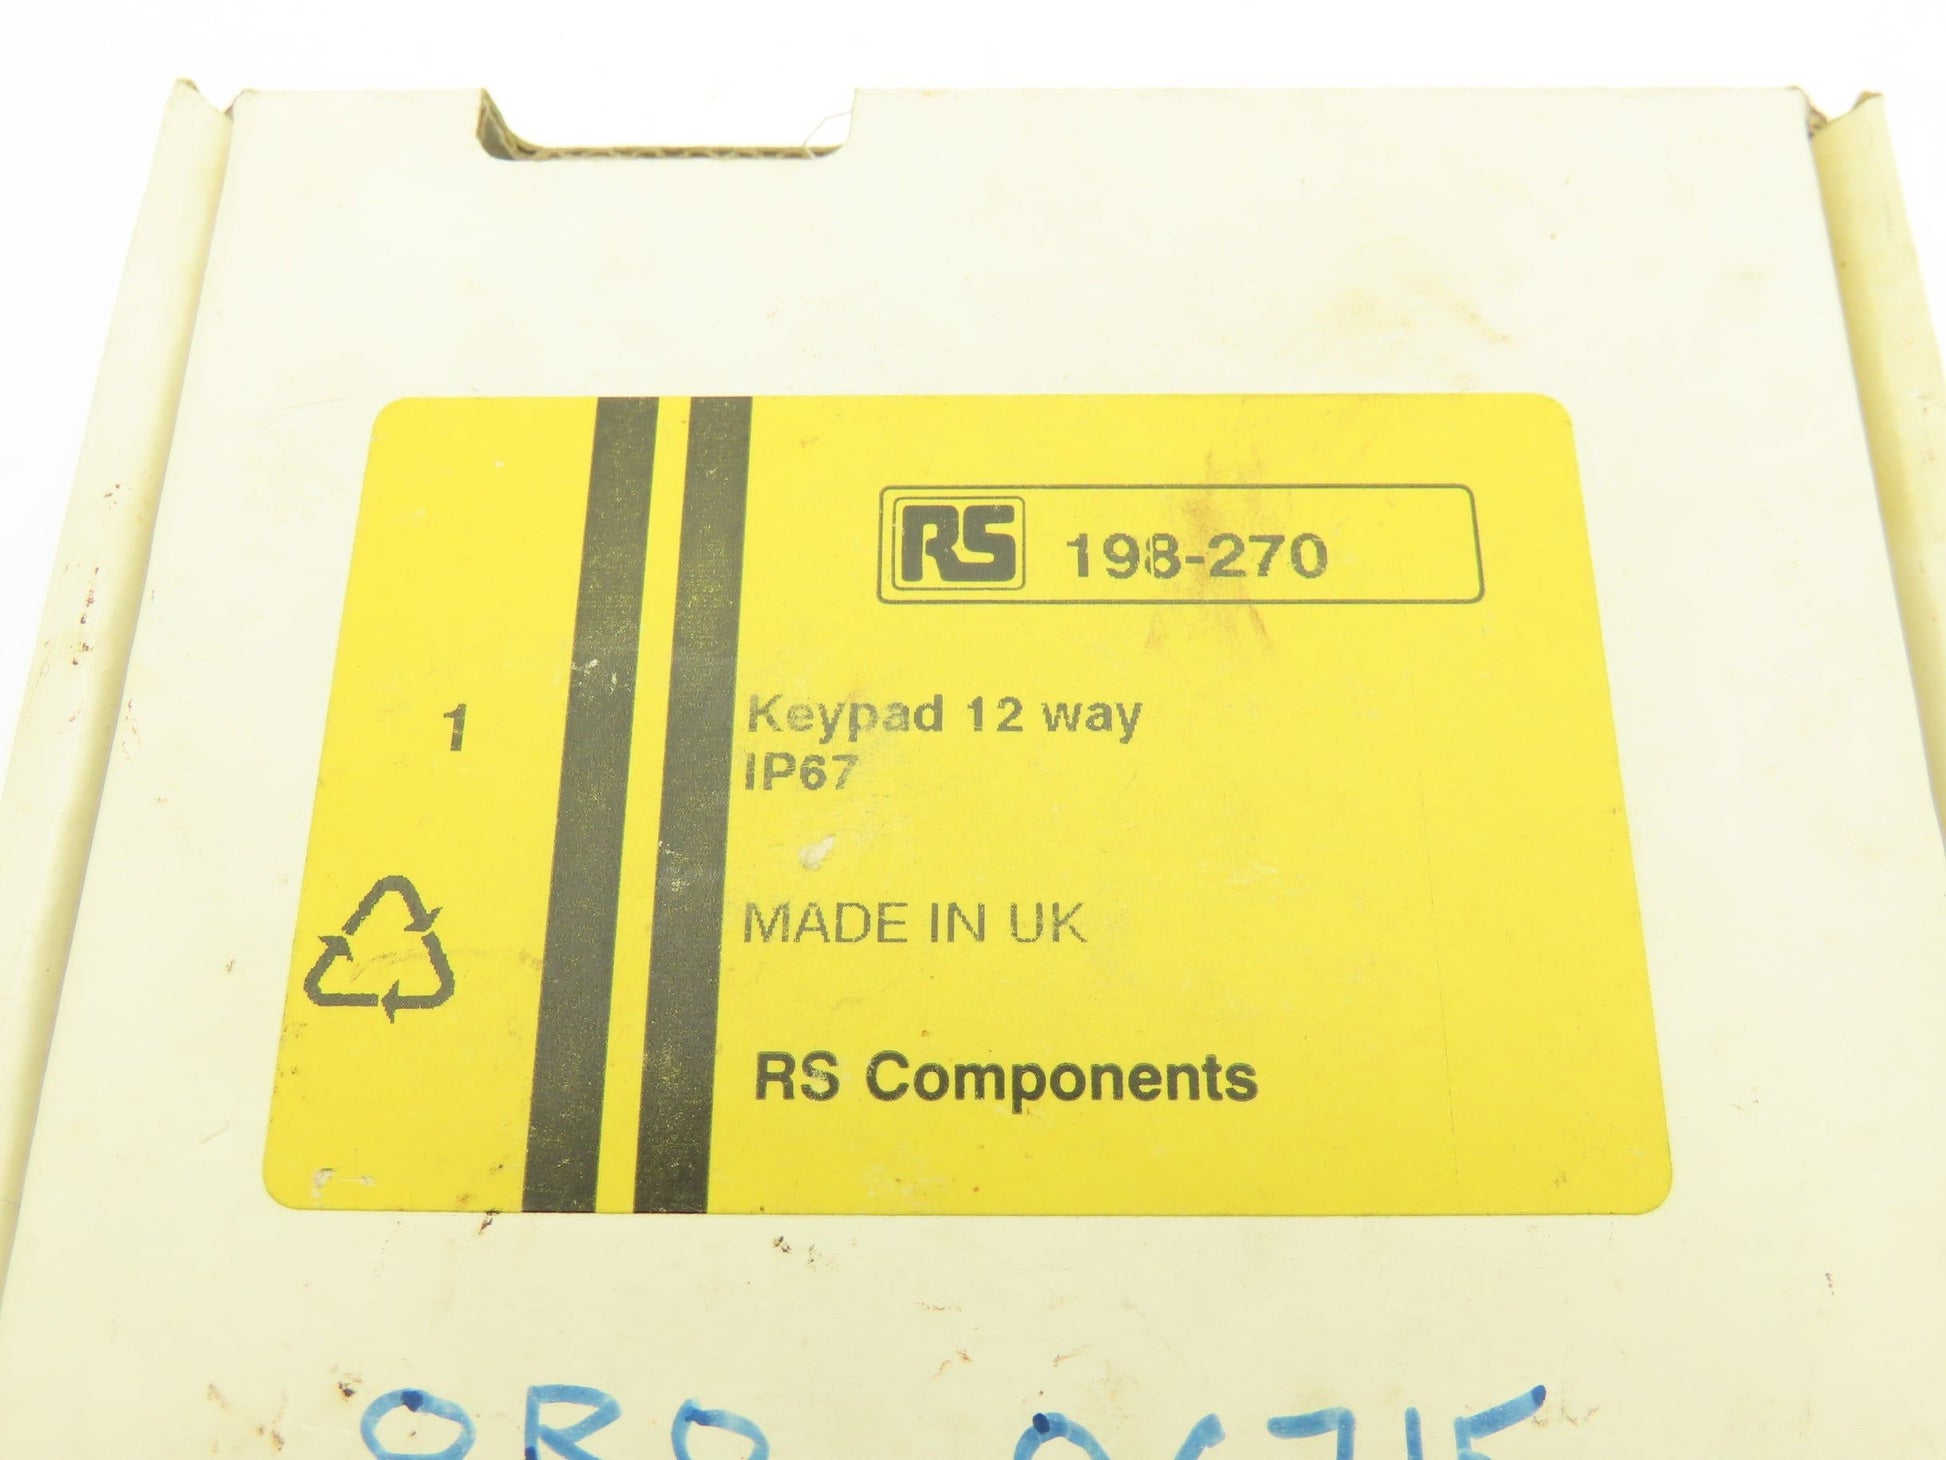 RS 198-270
1
Keypad 12 way
IP67
MADE IN UK
RS Components